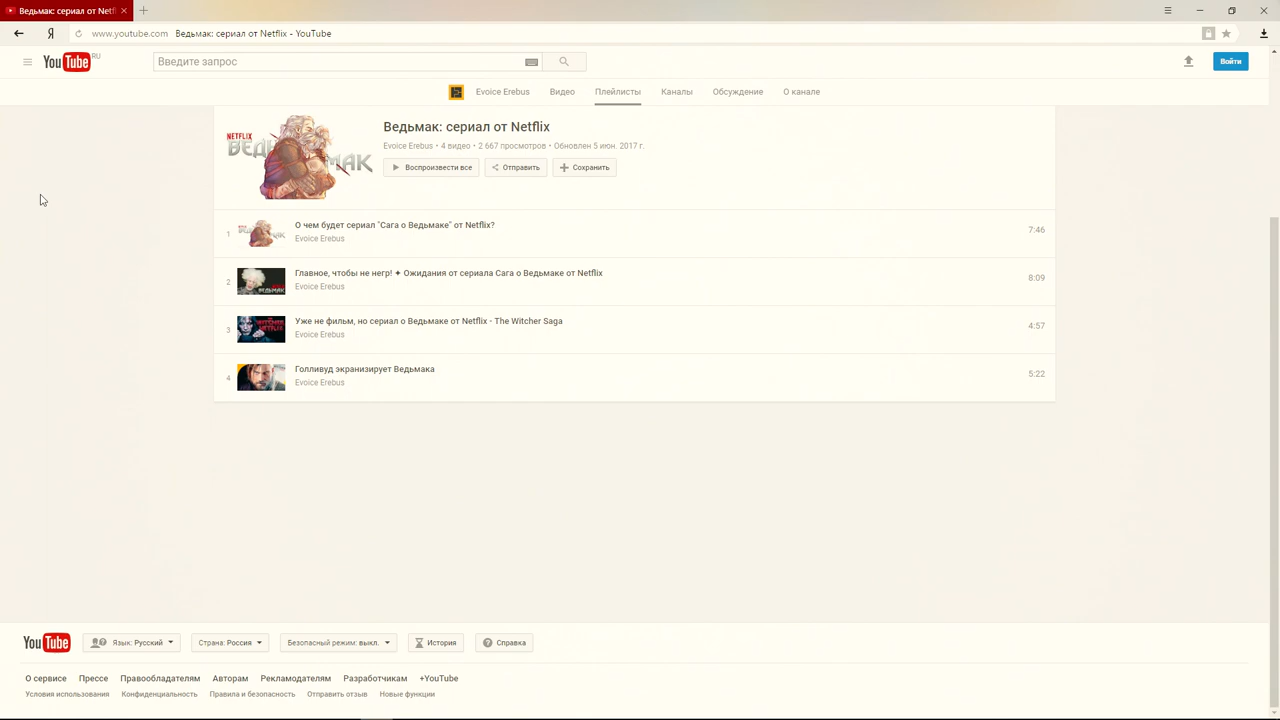 Ведьмак: сериал от Netf
www.youtube.com Ведьмак: сериал от Netflix - YouTube
YouTube RU
Введите запрос
Войти
Evoice Erebus Видео Плейлисты Каналы Обсуждение О канале
NETFLIX
Ведьмак: сериал от Netflix
Evoice Erebus • 4 видео • 2 667 просмотров • Обновлен 5 июн. 2017 г.
Воспроизвести все Отправить Сохранить
1 О чем будет сериал "Сага о Ведьмаке" от Netflix? 7:46
Evoice Erebus
2 Главное, чтобы не негр! ✦ Ожидания от сериала Сага о Ведьмаке от Netflix 8:09
Evoice Erebus
3 Уже не фильм, но сериал о Ведьмаке от Netflix - The Witcher Saga 4:57
Evoice Erebus
4 Голливуд экранизирует Ведьмака 5:22
Evoice Erebus
YouTube Язык: Русский Страна: Россия Безопасный режим: выкл. История Справка
О сервисе Прессе Правообладателям Авторам Рекламодателям Разработчикам +YouTube
Условия использования Конфиденциальность Правила и безопасность Отправить отзыв Новые функции